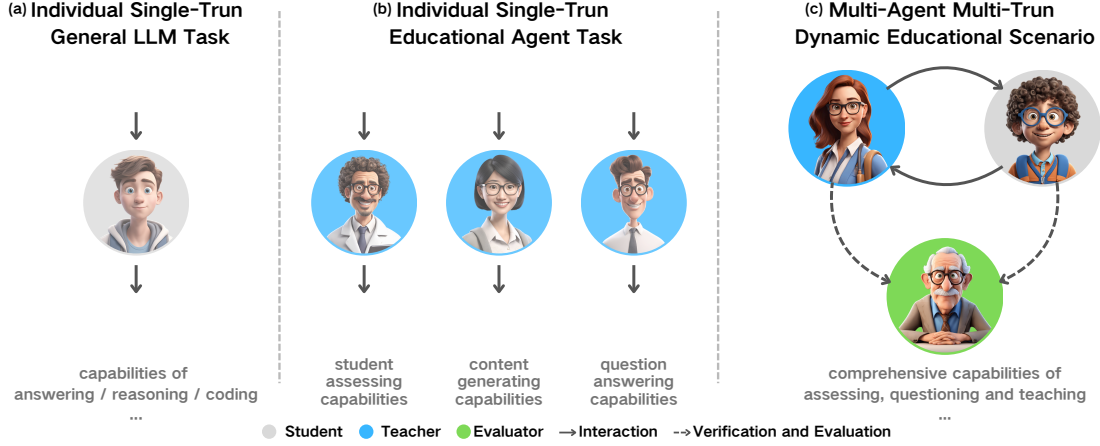 (a) Individual Single-Trun
General LLM Task
(b) Individual Single-Trun
Educational Agent Task
(c) Multi-Agent Multi-Trun
Dynamic Educational Scenario
capabilities of
answering / reasoning / coding
...
student
assessing
capabilities
content
generating
capabilities
question
answering
capabilities
comprehensive capabilities of
assessing, questioning and teaching
...
Student Teacher Evaluator Interaction Verification and Evaluation